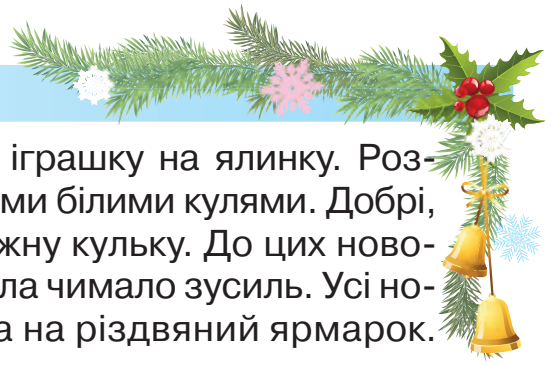 іграшку на ялинку. Роз-
ми білими кулями. Добрі,
жну кульку. До цих ново-
ла чимало зусиль. Усі но-
а на різдвяний ярмарок.